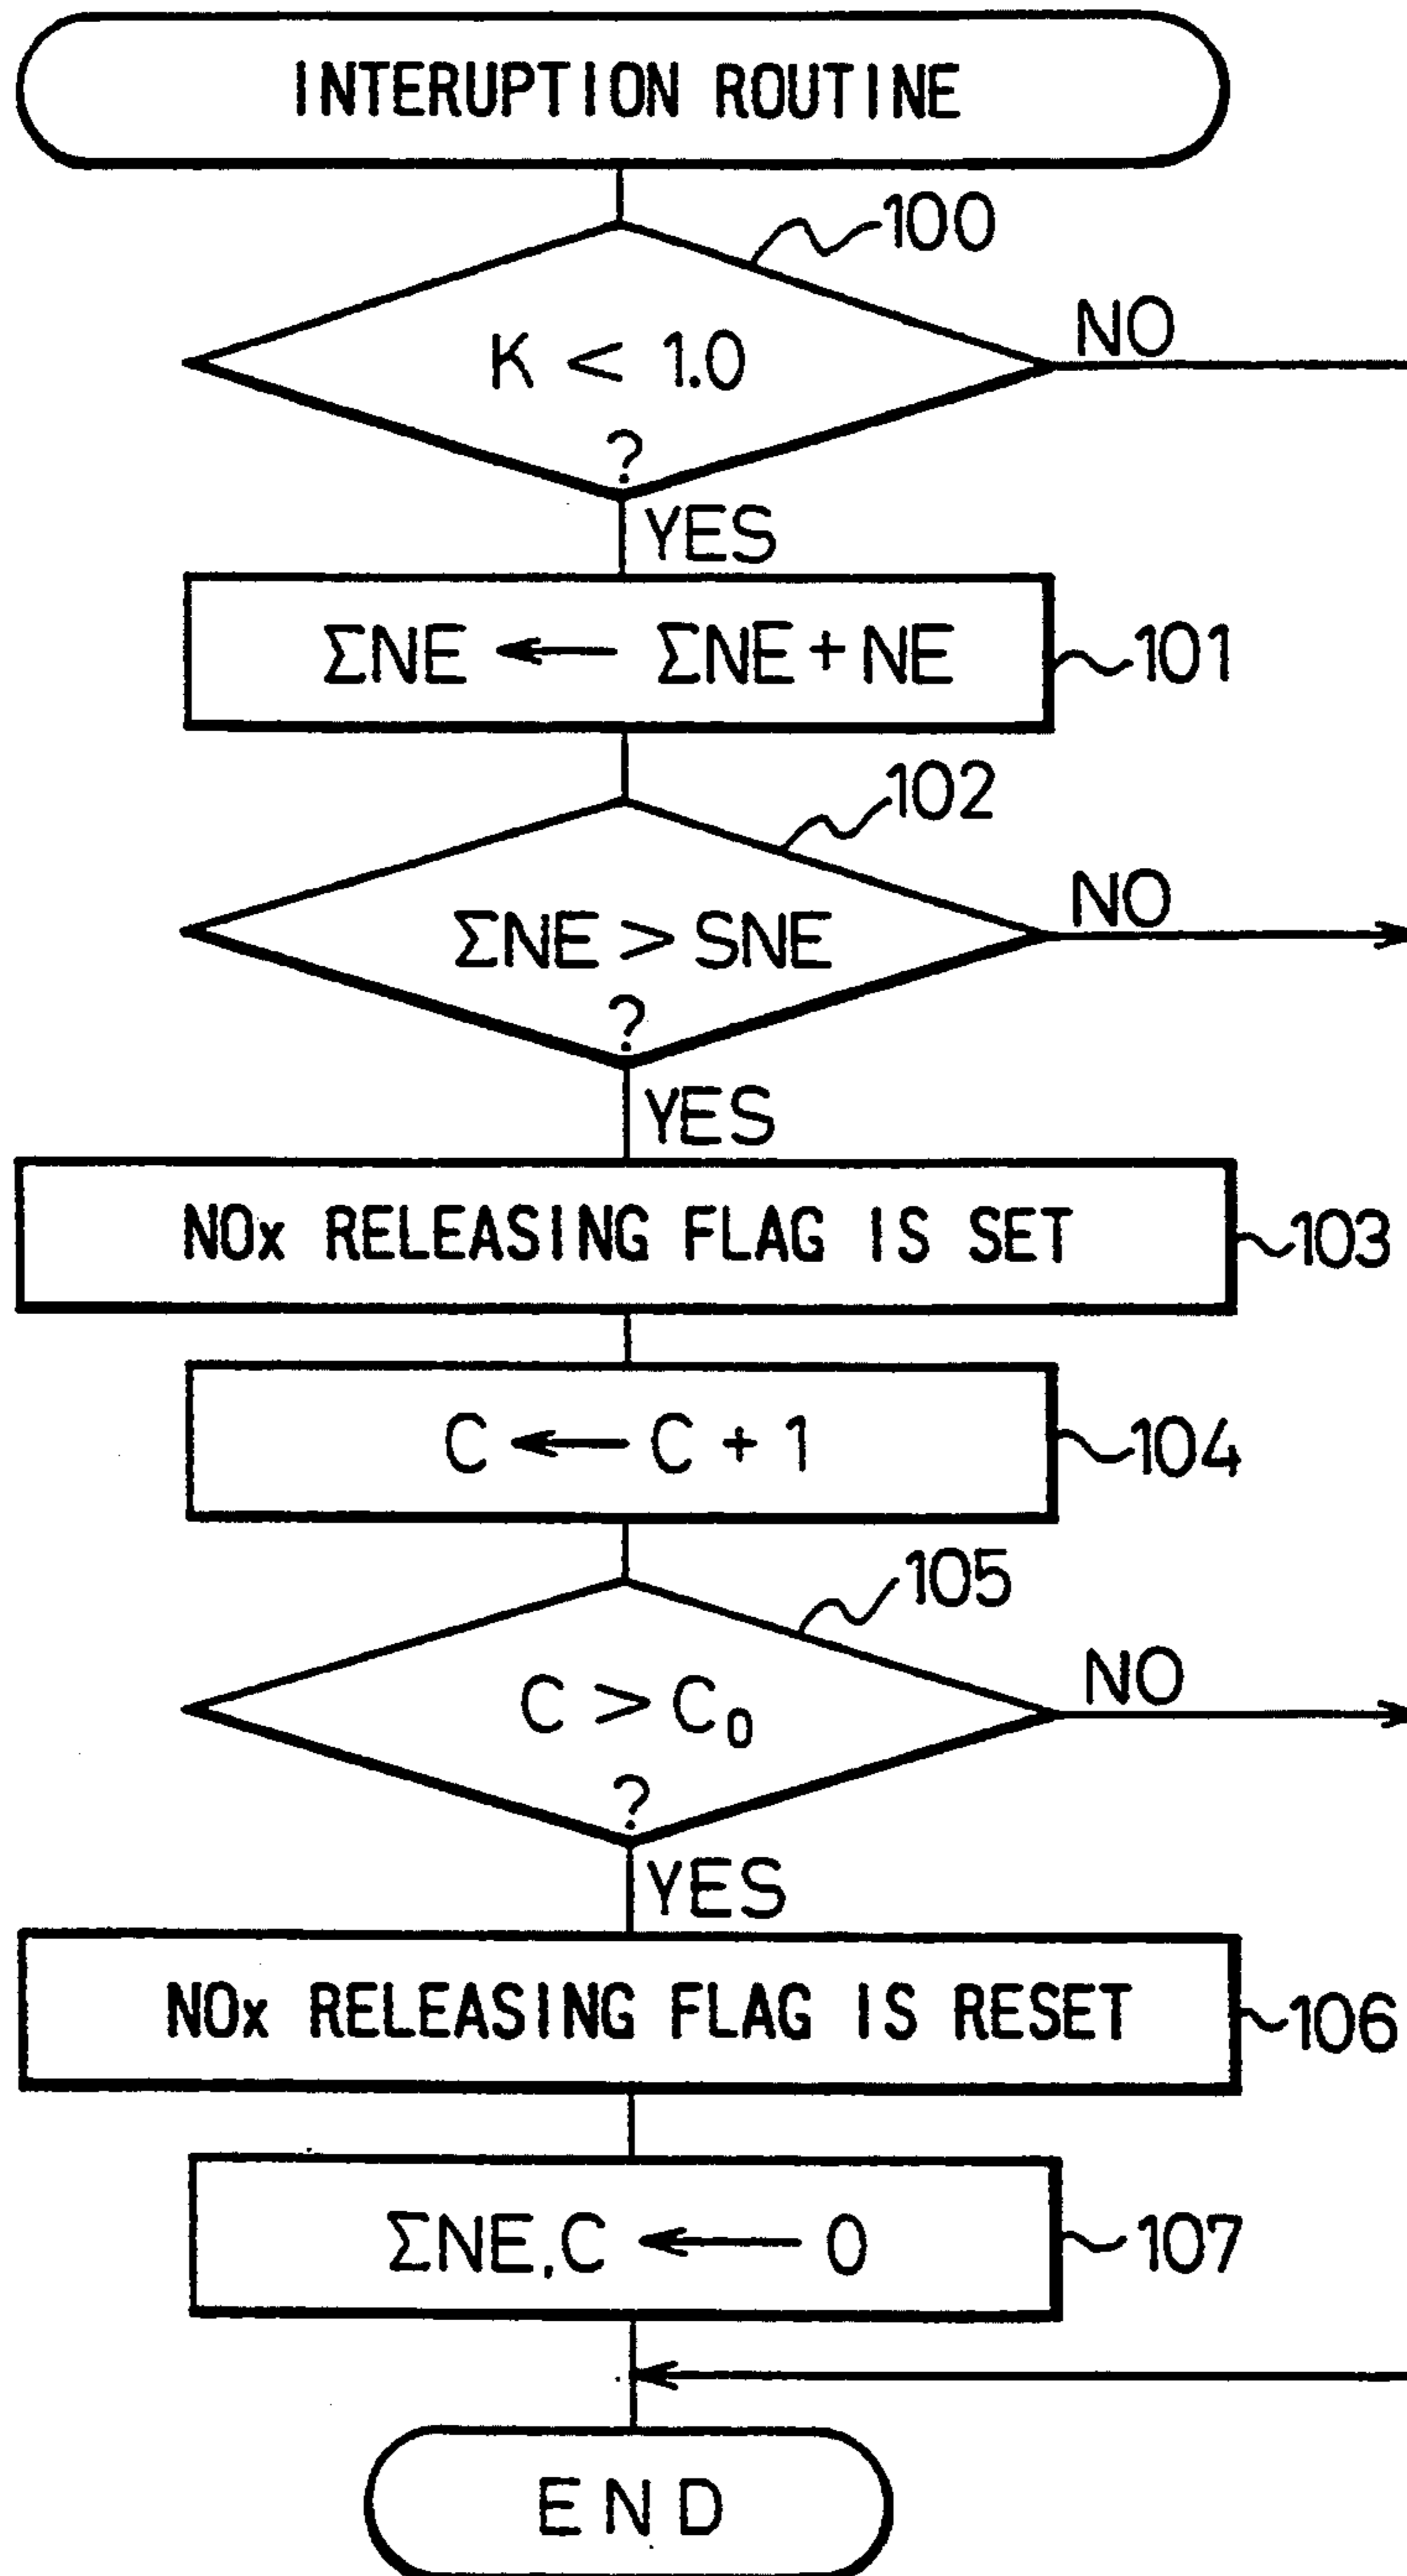 INTERUPTION ROUTINE
100
K < 1.0
?
NO
YES
ΣNE ← ΣNE + NE
101
102
ΣNE > SNE
?
NO
YES
NOx RELEASING FLAG IS SET
103
C ← C + 1
104
105
C > C₀
?
NO
YES
NOx RELEASING FLAG IS RESET
106
ΣNE, C ← 0
107
END